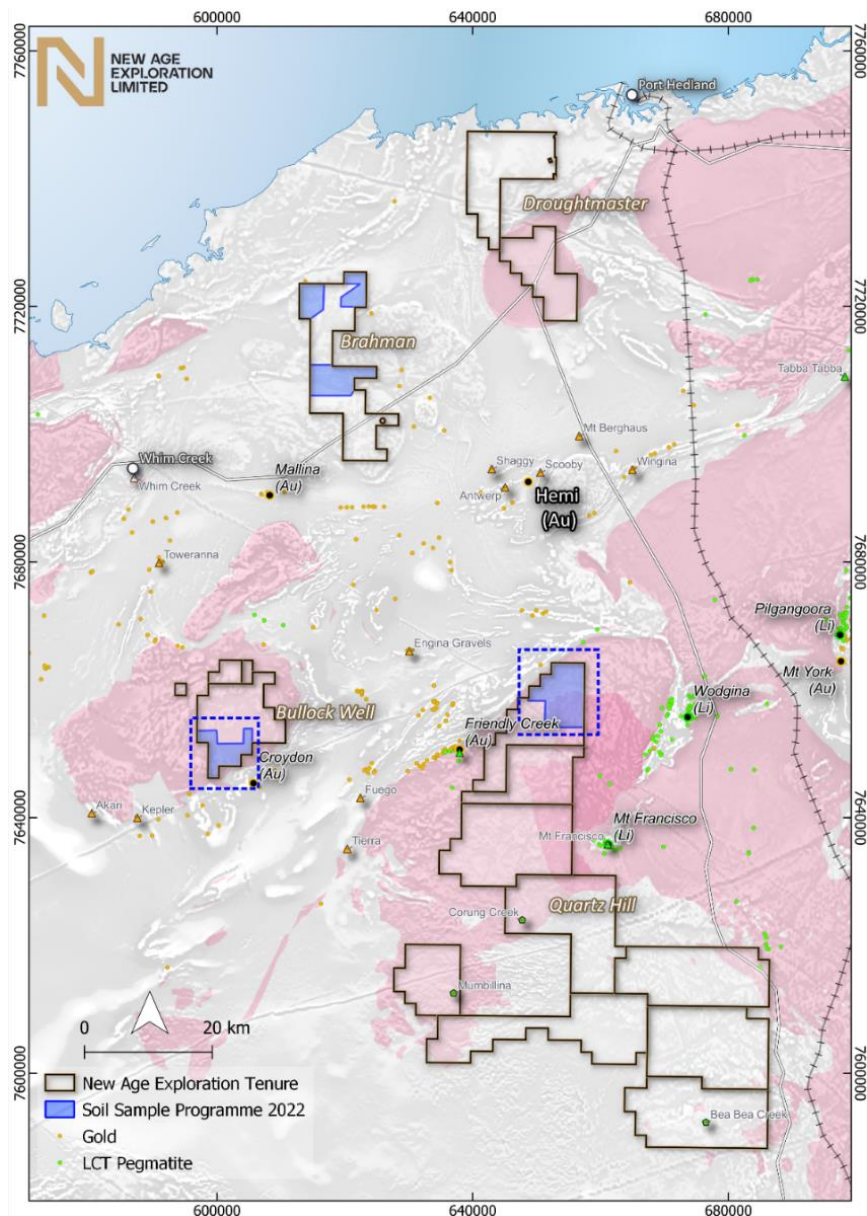 600000
640000
680000
7760000
7760000
NEW AGE
EXPLORATION
LIMITED
Port Hedland
Droughtmaster
7720000
7720000
Brahman
Tabba Tabba
Mt Berghaus
Whim Creek
Whim Creek
Mallina
(Au)
Shaggy
Scooby
Wingina
Antwerp
Hemi
(Au)
Toweranna
7680000
7680000
Pilgangoora
(Li)
Engina Gravels
Mt York
(Au)
Wodgina
(Li)
Bullock Well
Friendly Creek
(Au)
Croydon
(Au)
Fuego
Akari
Kepler
7640000
7640000
Mt Francisco
Mt Francisco
(Li)
Tierra
Quartz Hill
Corung Creek
Mumbillina
0
20 km
7600000
7600000
New Age Exploration Tenure
Soil Sample Programme 2022
Gold
LCT Pegmatite
Bea Bea Creek
600000
640000
680000